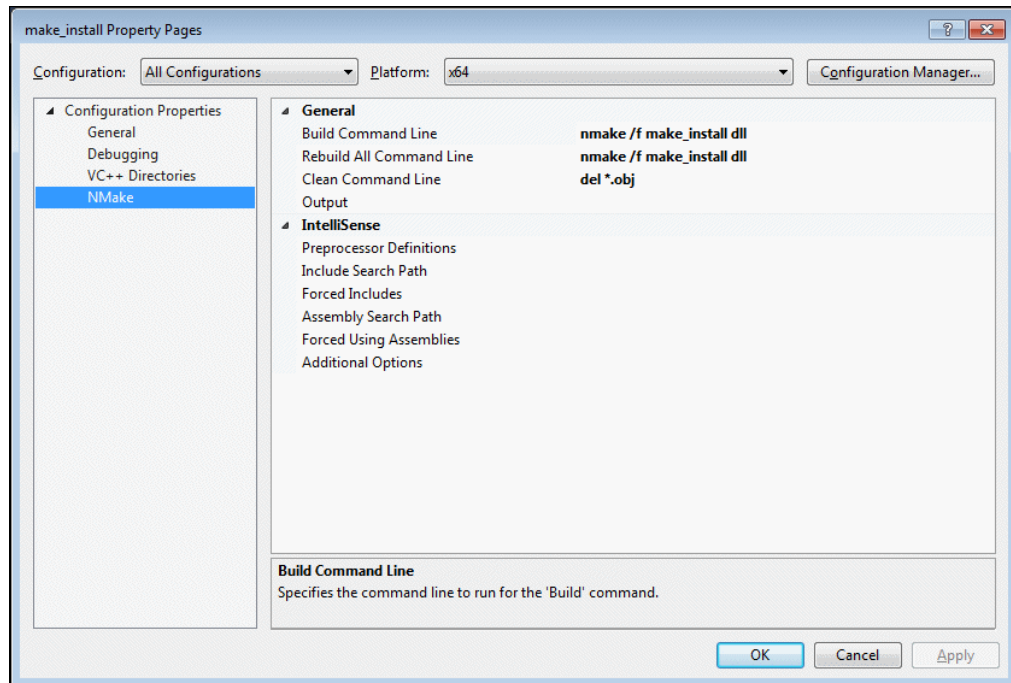 make_install Property Pages
Configuration: All Configurations Platform: x64 Configuration Manager...
Configuration Properties
General
Debugging
VC++ Directories
NMake
General
Build Command Line nmake /f make_install dll
Rebuild All Command Line nmake /f make_install dll
Clean Command Line del *.obj
Output
IntelliSense
Preprocessor Definitions
Include Search Path
Forced Includes
Assembly Search Path
Forced Using Assemblies
Additional Options
Build Command Line
Specifies the command line to run for the 'Build' command.
OK Cancel Apply